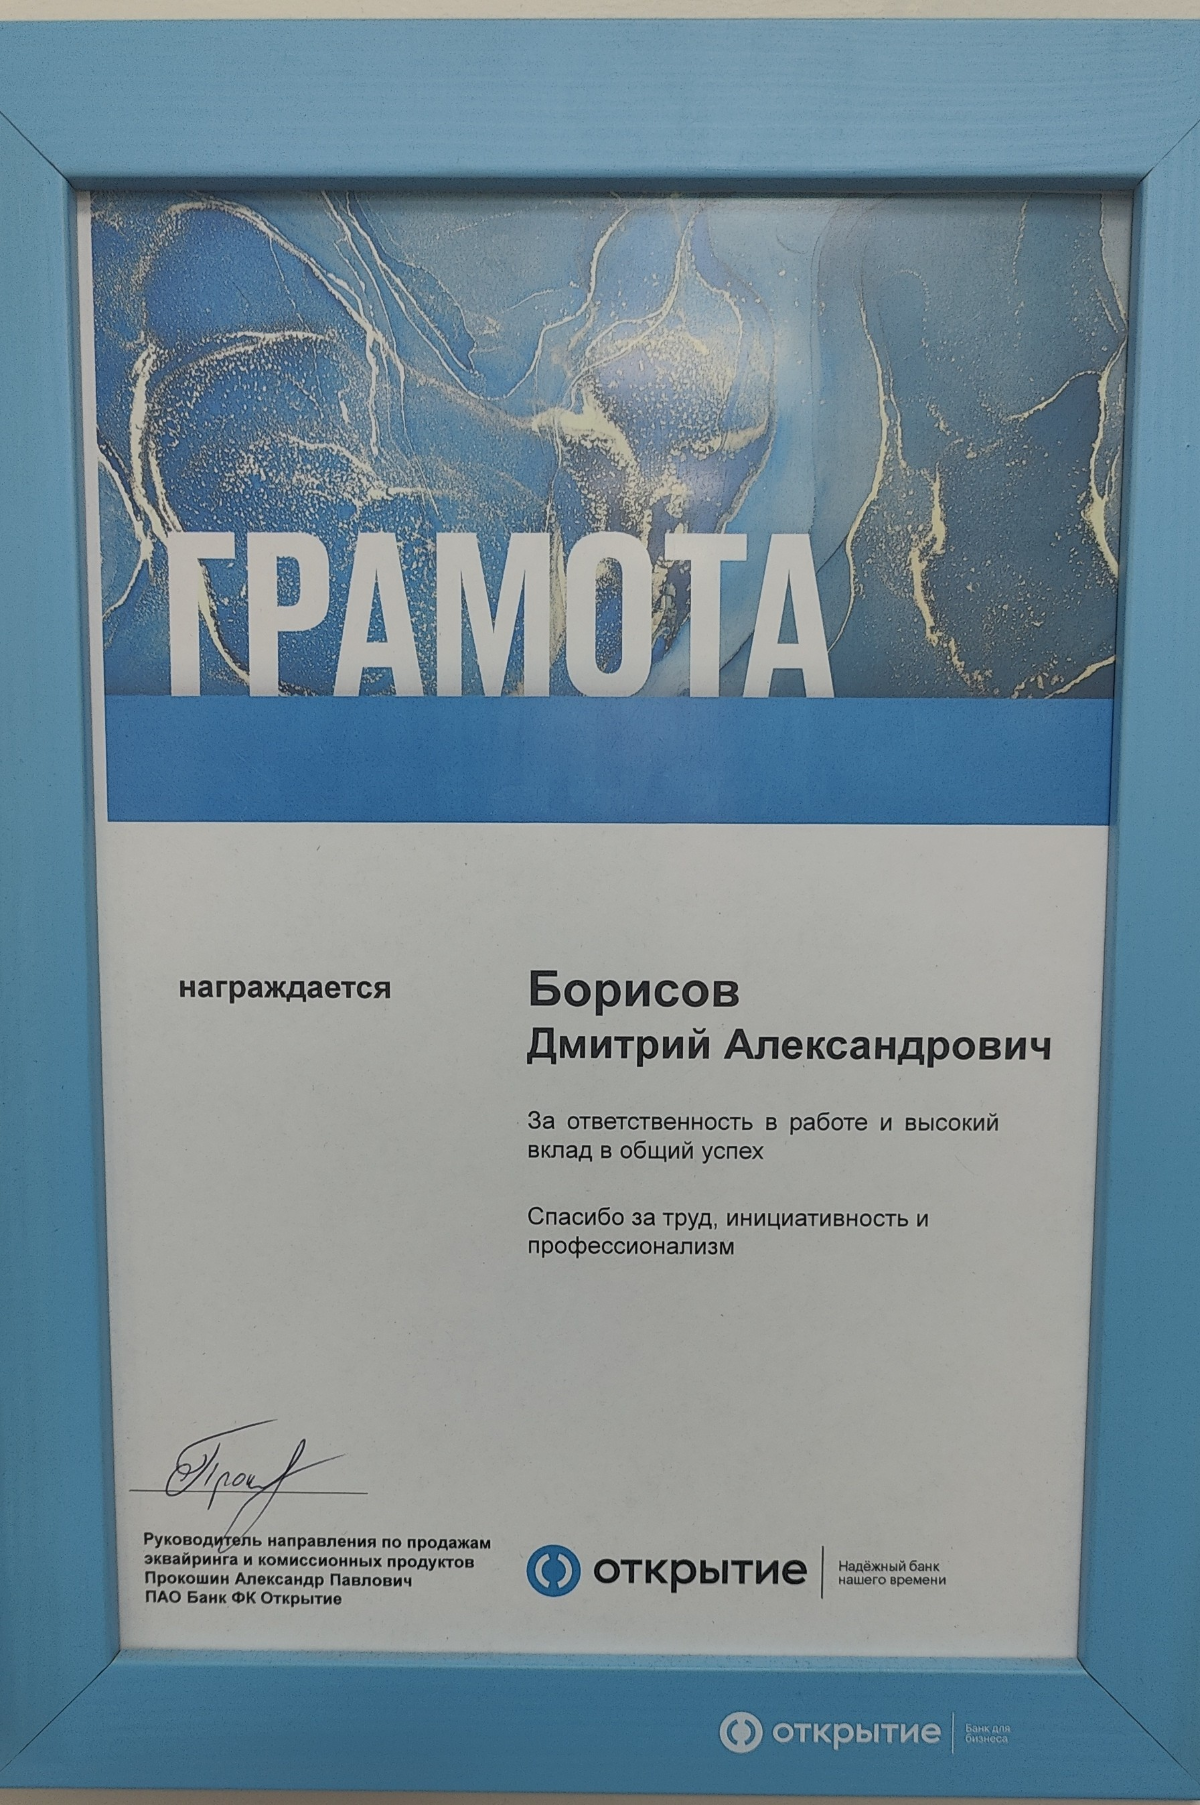 ГРАМОТА
награждается
Борисов
Дмитрий Александрович
За ответственность в работе и высокий
вклад в общий успех
Спасибо за труд, инициативность и
профессионализм
Руководитель направления по продажам
эквайринга и комиссионных продуктов
Прокошин Александр Павлович
ПАО Банк ФК Открытие
открытие
Надёжный банк
нашего времени
открытие
Банк для
бизнеса